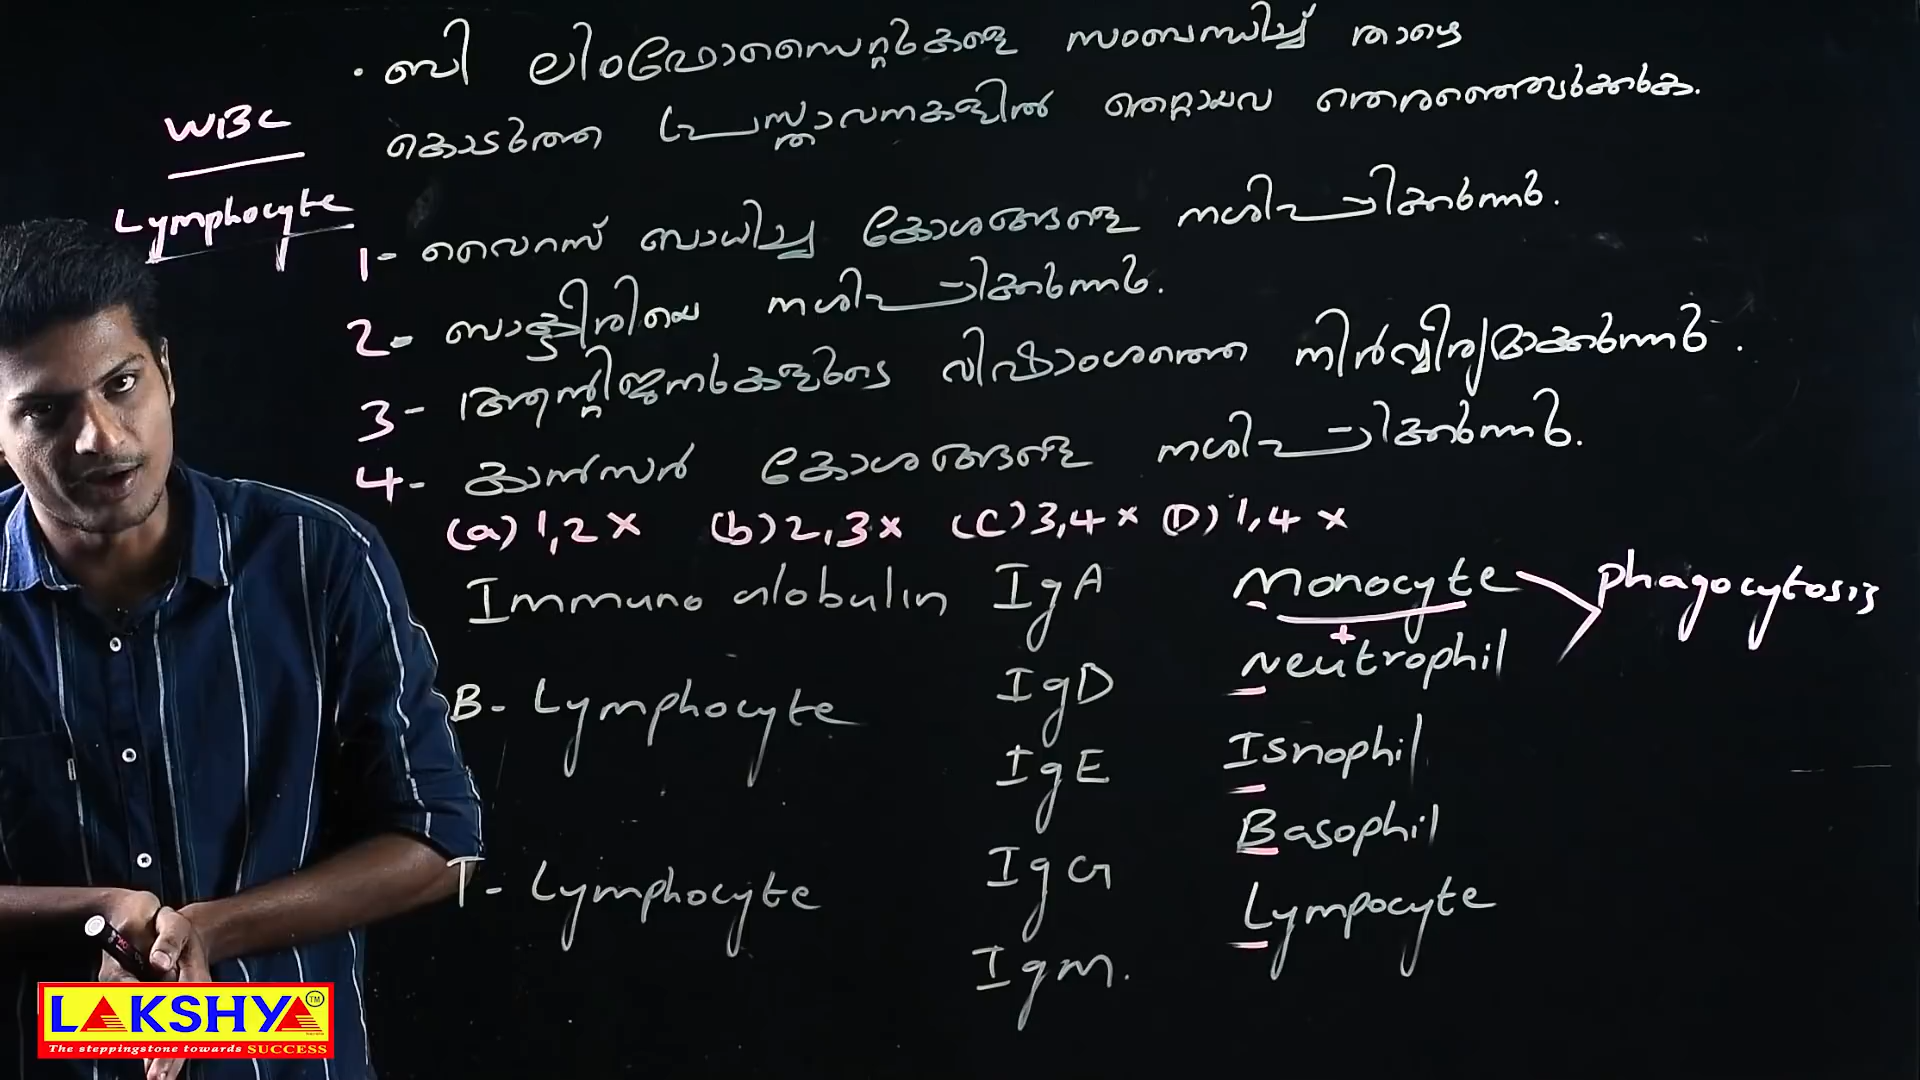 . ബി ലിംഫോസൈറ്റുകളെ സംബന്ധിച്ച് താഴെ
കൊടുത്ത പ്രസ്താവനകളിൽ തെറ്റായവ തെരഞ്ഞെടുക്കുക.
WBC
Lymphocyte
1- വൈറസ് ബാധിച്ച കോശങ്ങളെ നശിപ്പിക്കുന്നു.
2- ബാക്ടീരിയയെ നശിപ്പിക്കുന്നു.
3- ആന്റിജനുകളുടെ വിഷാംശത്തെ നിർവ്വീര്യമാക്കുന്നു.
4- കാൻസർ കോശങ്ങളെ നശിപ്പിക്കുന്നു.
(a) 1,2 x (b) 2,3 x (C) 3,4 x (D) 1,4 x
Immuno globulin IgA Monocyte phagocytosis
+
B- Lymphocyte IgD Neutrophil
IgE Isnophil
T- Lymphocyte IgG Basophil
IgM. Lympocyte
LAKSHYA TM
The steppingstone towards SUCCESS